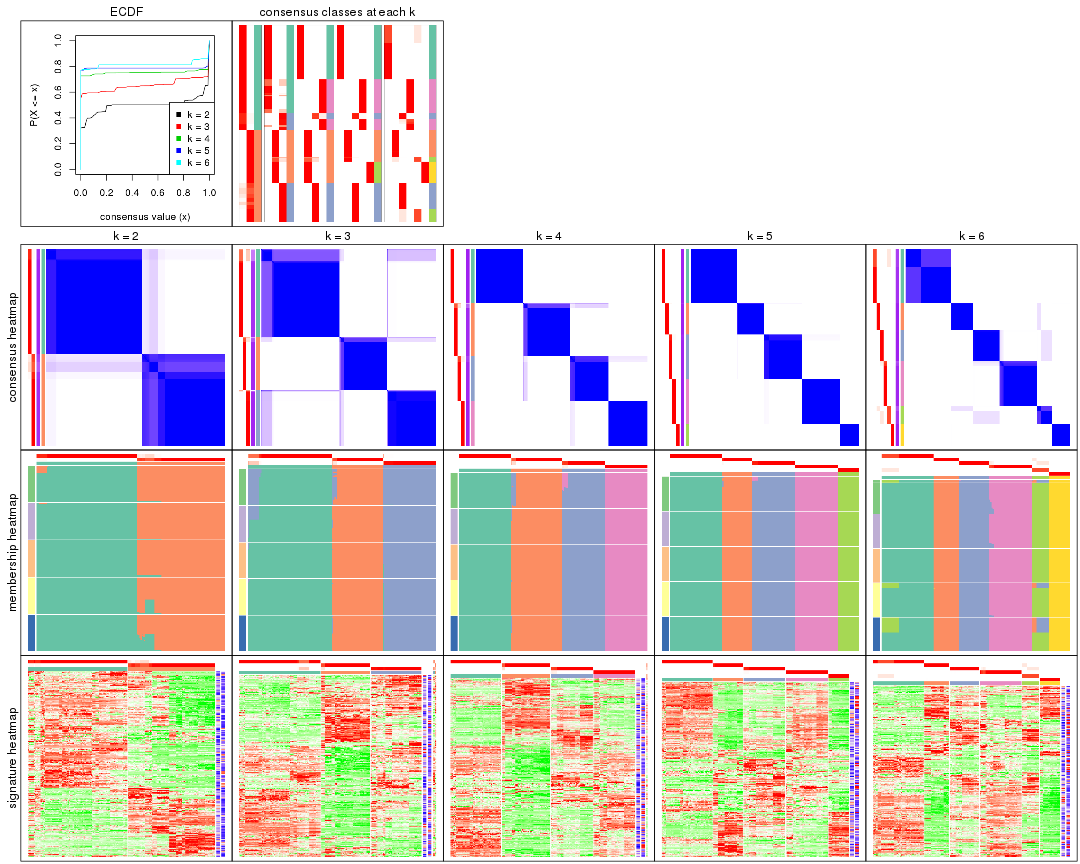 ECDF
consensus classes at each k
P(X <= x)
0.0 0.2 0.4 0.6 0.8 1.0
k = 2
k = 3
k = 4
k = 5
k = 6
0.0 0.2 0.4 0.6 0.8 1.0
consensus value (x)
k = 2
k = 3
k = 4
k = 5
k = 6
consensus heatmap
membership heatmap
signature heatmap